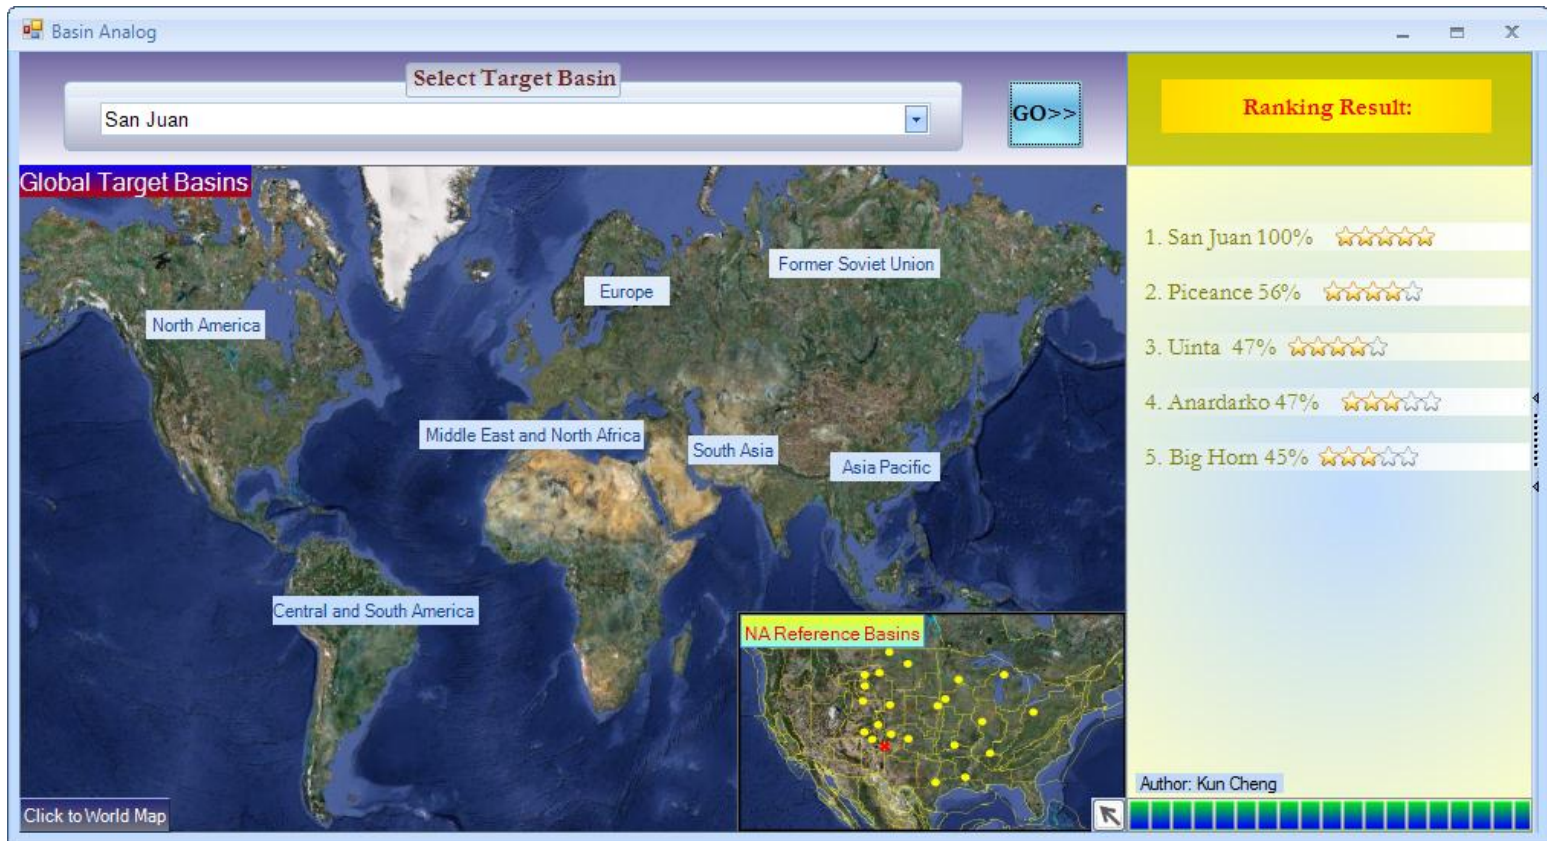 Basin Analog
Select Target Basin
San Juan
GO>>
Ranking Result:
Global Target Basins
North America
Europe
Former Soviet Union
Middle East and North Africa
South Asia
Asia Pacific
Central and South America
NA Reference Basins
Click to World Map
1. San Juan 100%
2. Piceance 56%
3. Uinta 47%
4. Anardarko 47%
5. Big Horn 45%
Author: Kun Cheng